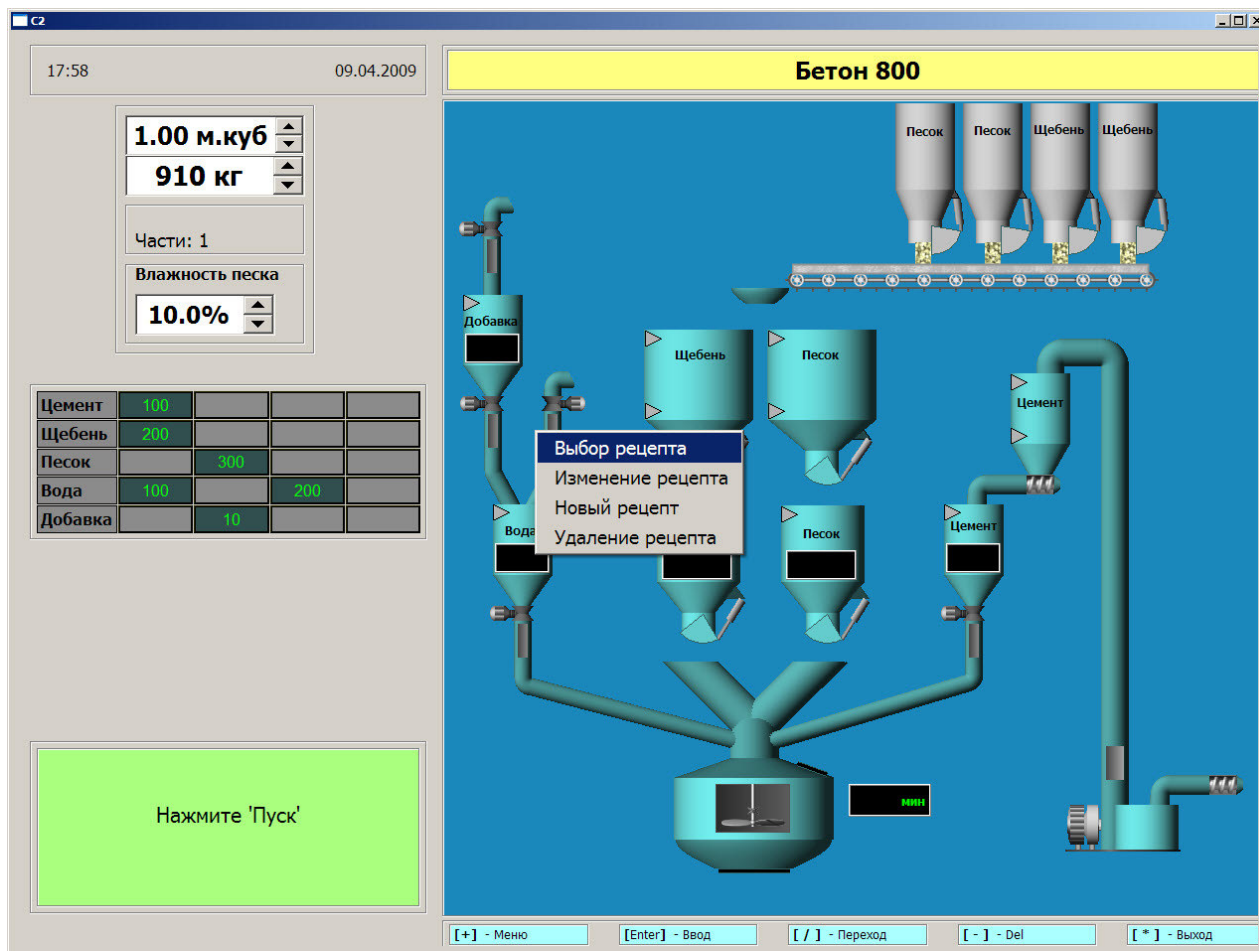 C2
17:58 09.04.2009
Бетон 800
1.00 м.куб
910 кг
Части: 1
Влажность песка
10.0%
Цемент 100
Щебень 200
Песок 300
Вода 100 200
Добавка 10
Нажмите 'Пуск'
Песок Песок Щебень Щебень
Добавка
Щебень Песок
Цемент
Выбор рецепта
Изменение рецепта
Новый рецепт
Удаление рецепта
Вода
Песок
Цемент
мин
[+] - Меню [Enter] - Ввод [ / ] - Переход [ - ] - Del [ * ] - Выход